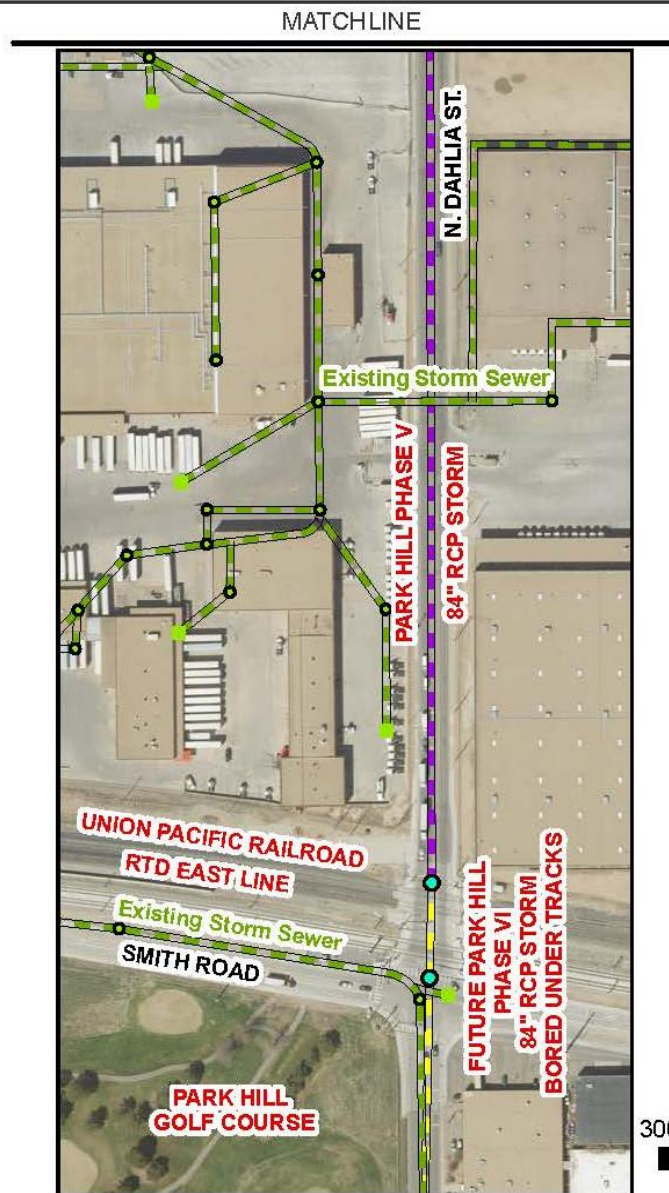 MATCHLINE
N. DAHLIA ST.
Existing Storm Sewer
PARK HILL PHASE V
84" RCP STORM
UNION PACIFIC RAILROAD
RTD EAST LINE
Existing Storm Sewer
SMITH ROAD
FUTURE PARK HILL
PHASE VI
84" RCP STORM
BORED UNDER TRACKS
PARK HILL
GOLF COURSE
300